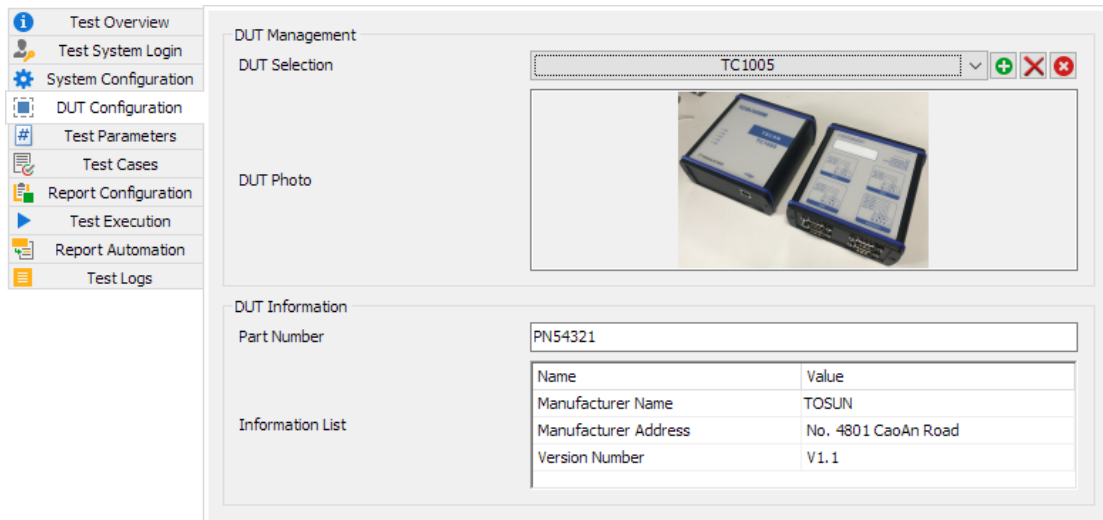 Test Overview
Test System Login
System Configuration
DUT Configuration
Test Parameters
Test Cases
Report Configuration
Test Execution
Report Automation
Test Logs
DUT Management
DUT Selection
TC1005
DUT Photo
TSCAN
TC1005
DUT Information
Part Number
PN54321
Information List
Name Value
Manufacturer Name TOSUN
Manufacturer Address No. 4801 CaoAn Road
Version Number V1.1